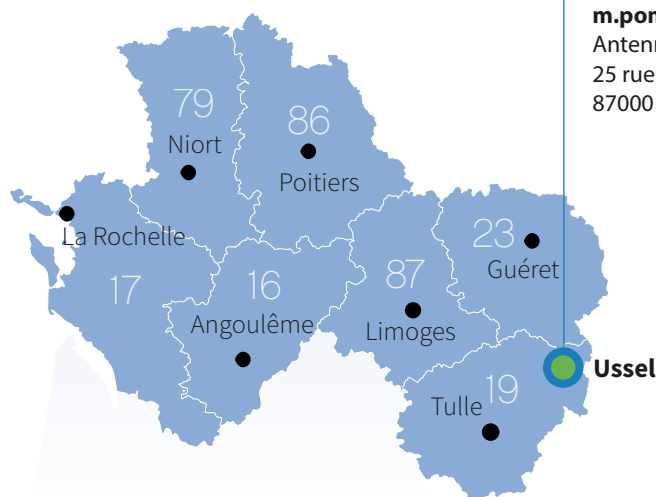 m.pon
Antenn
25 rue
87000
79
Niort
86
Poitiers
La Rochelle
17
16
Angoulême
87
Limoges
23
Guéret
Ussel
19
Tulle